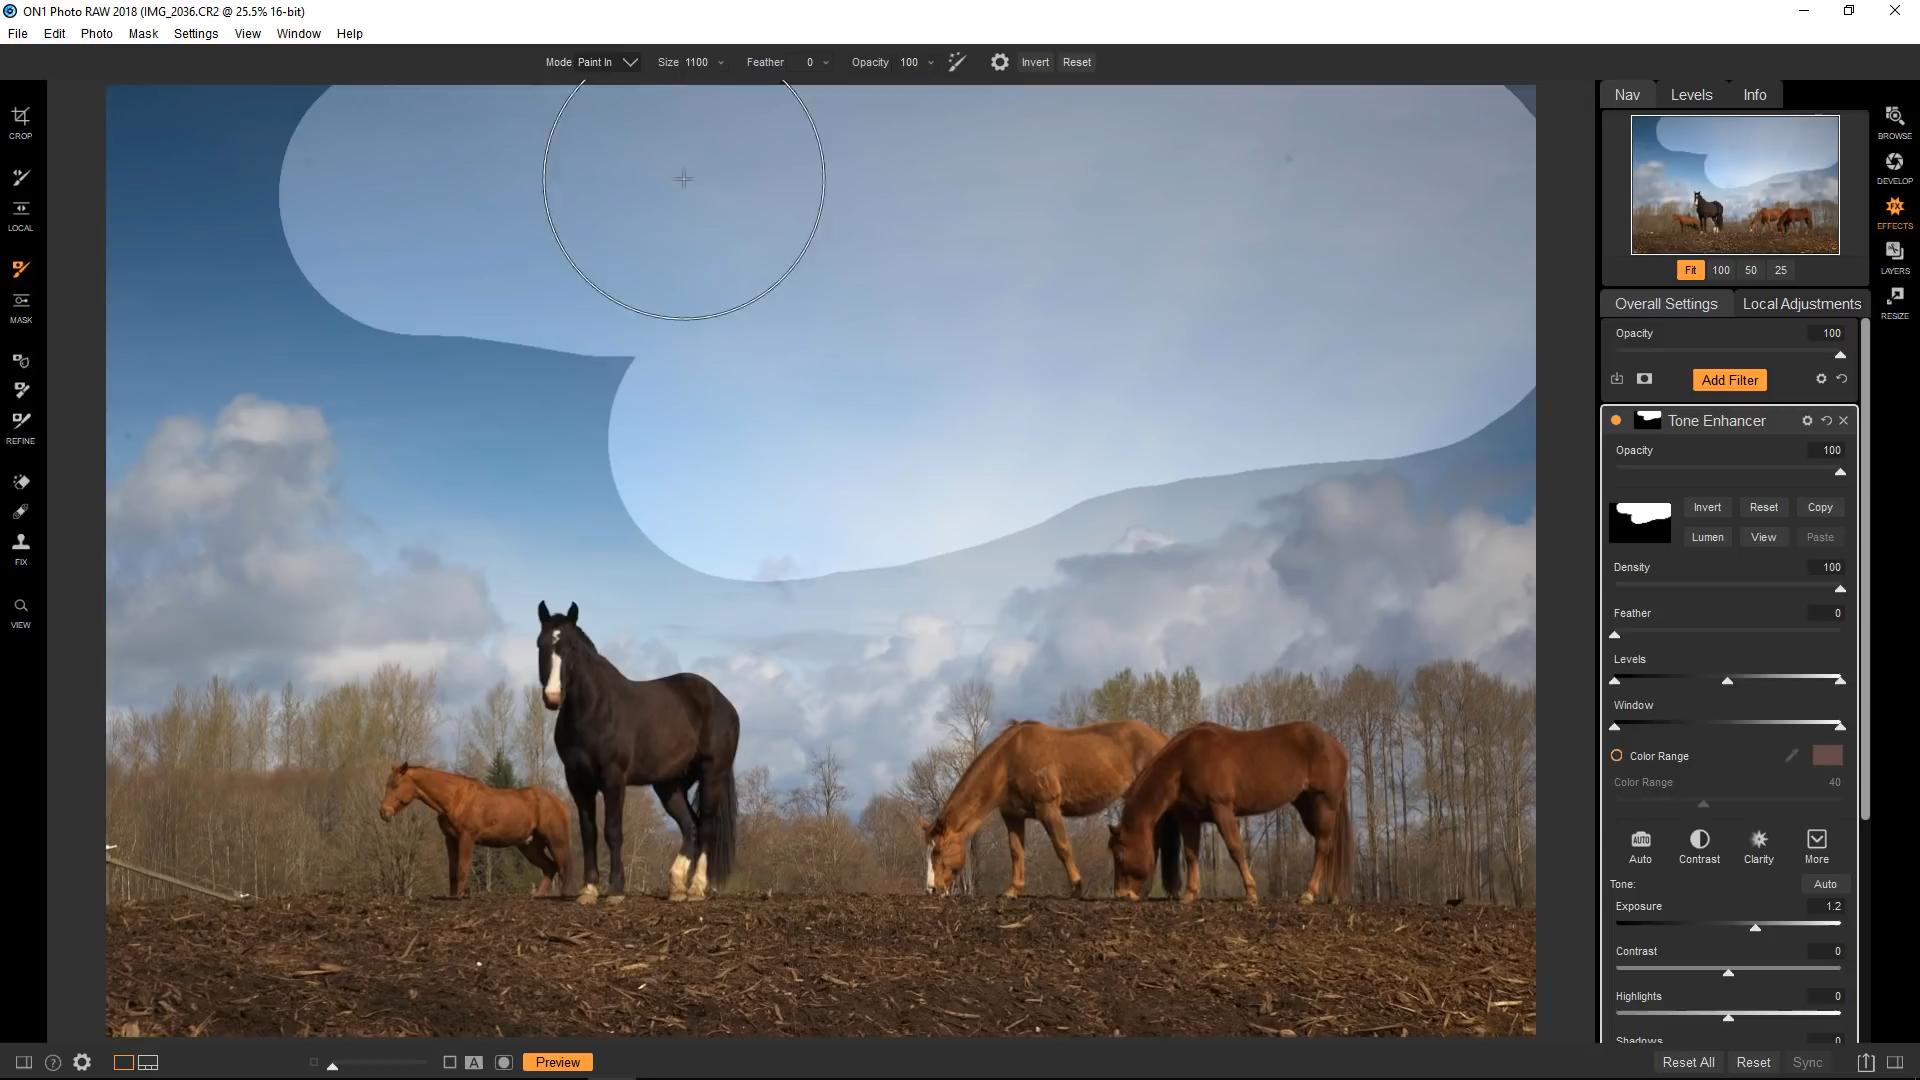 ON1 Photo RAW 2018 (IMG_2036.CR2 @ 25.5% 16-bit)
File Edit Photo Mask Settings View Window Help
Mode Paint In Size 1100 Feather 0 Opacity 100 Invert Reset
CROP
LOCAL
MASK
REFINE
FIX
VIEW
Nav Levels Info
Fit 100 50 25
BROWSE
DEVELOP
FX
EFFECTS
LAYERS
RESIZE
Overall Settings Local Adjustments
Opacity 100
Add Filter
Tone Enhancer
Opacity 100
Invert Reset Copy
Lumen View Paste
Density 100
Feather 0
Levels
Window
Color Range
Color Range 40
AUTO
Auto Contrast Clarity More
Tone: Auto
Exposure 1.2
Contrast 0
Highlights 0
Shadows 0
? A Preview
Reset All Reset Sync